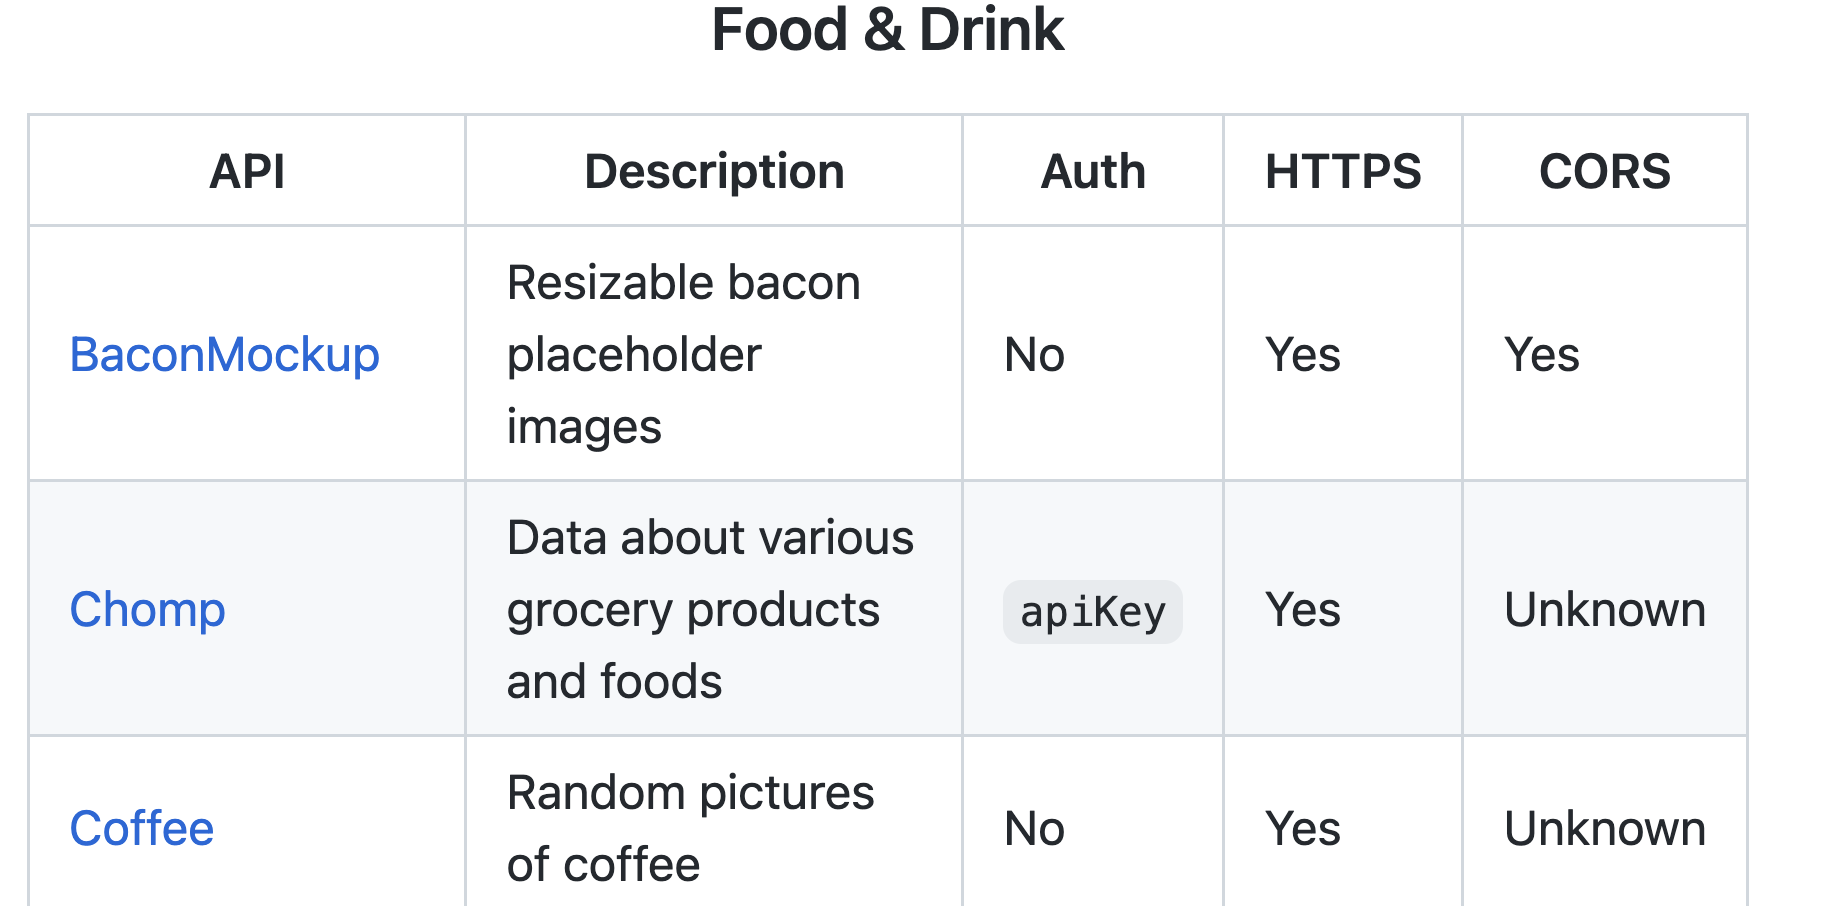 Food & Drink
API Description Auth HTTPS CORS
BaconMockup Resizable bacon placeholder images No Yes Yes
Chomp Data about various grocery products and foods apiKey Yes Unknown
Coffee Random pictures of coffee No Yes Unknown